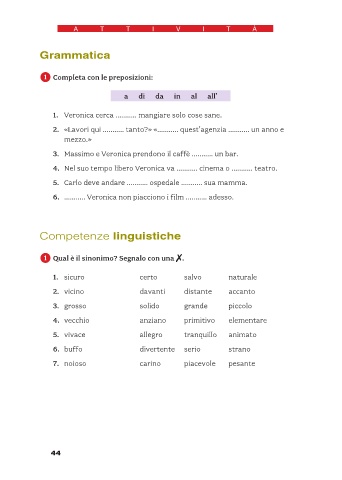 ATTIVITÀ
Grammatica
1 Completa con le preposizioni:
a di da in al all'
1. Veronica cerca .......... mangiare solo cose sane.
2. «Lavori qui .......... tanto?» «.......... quest'agenzia .......... un anno e
mezzo.»
3. Massimo e Veronica prendono il caffè .......... un bar.
4. Nel suo tempo libero Veronica va .......... cinema o .......... teatro.
5. Carlo deve andare .......... ospedale .......... sua mamma.
6. .......... Veronica non piacciono i film .......... adesso.
Competenze linguistiche
1 Qual è il sinonimo? Segnalo con una ✗.
1. sicuro certo salvo naturale
2. vicino davanti distante accanto
3. grosso solido grande piccolo
4. vecchio anziano primitivo elementare
5. vivace allegro tranquillo animato
6. buffo divertente serio strano
7. noioso carino piacevole pesante
44